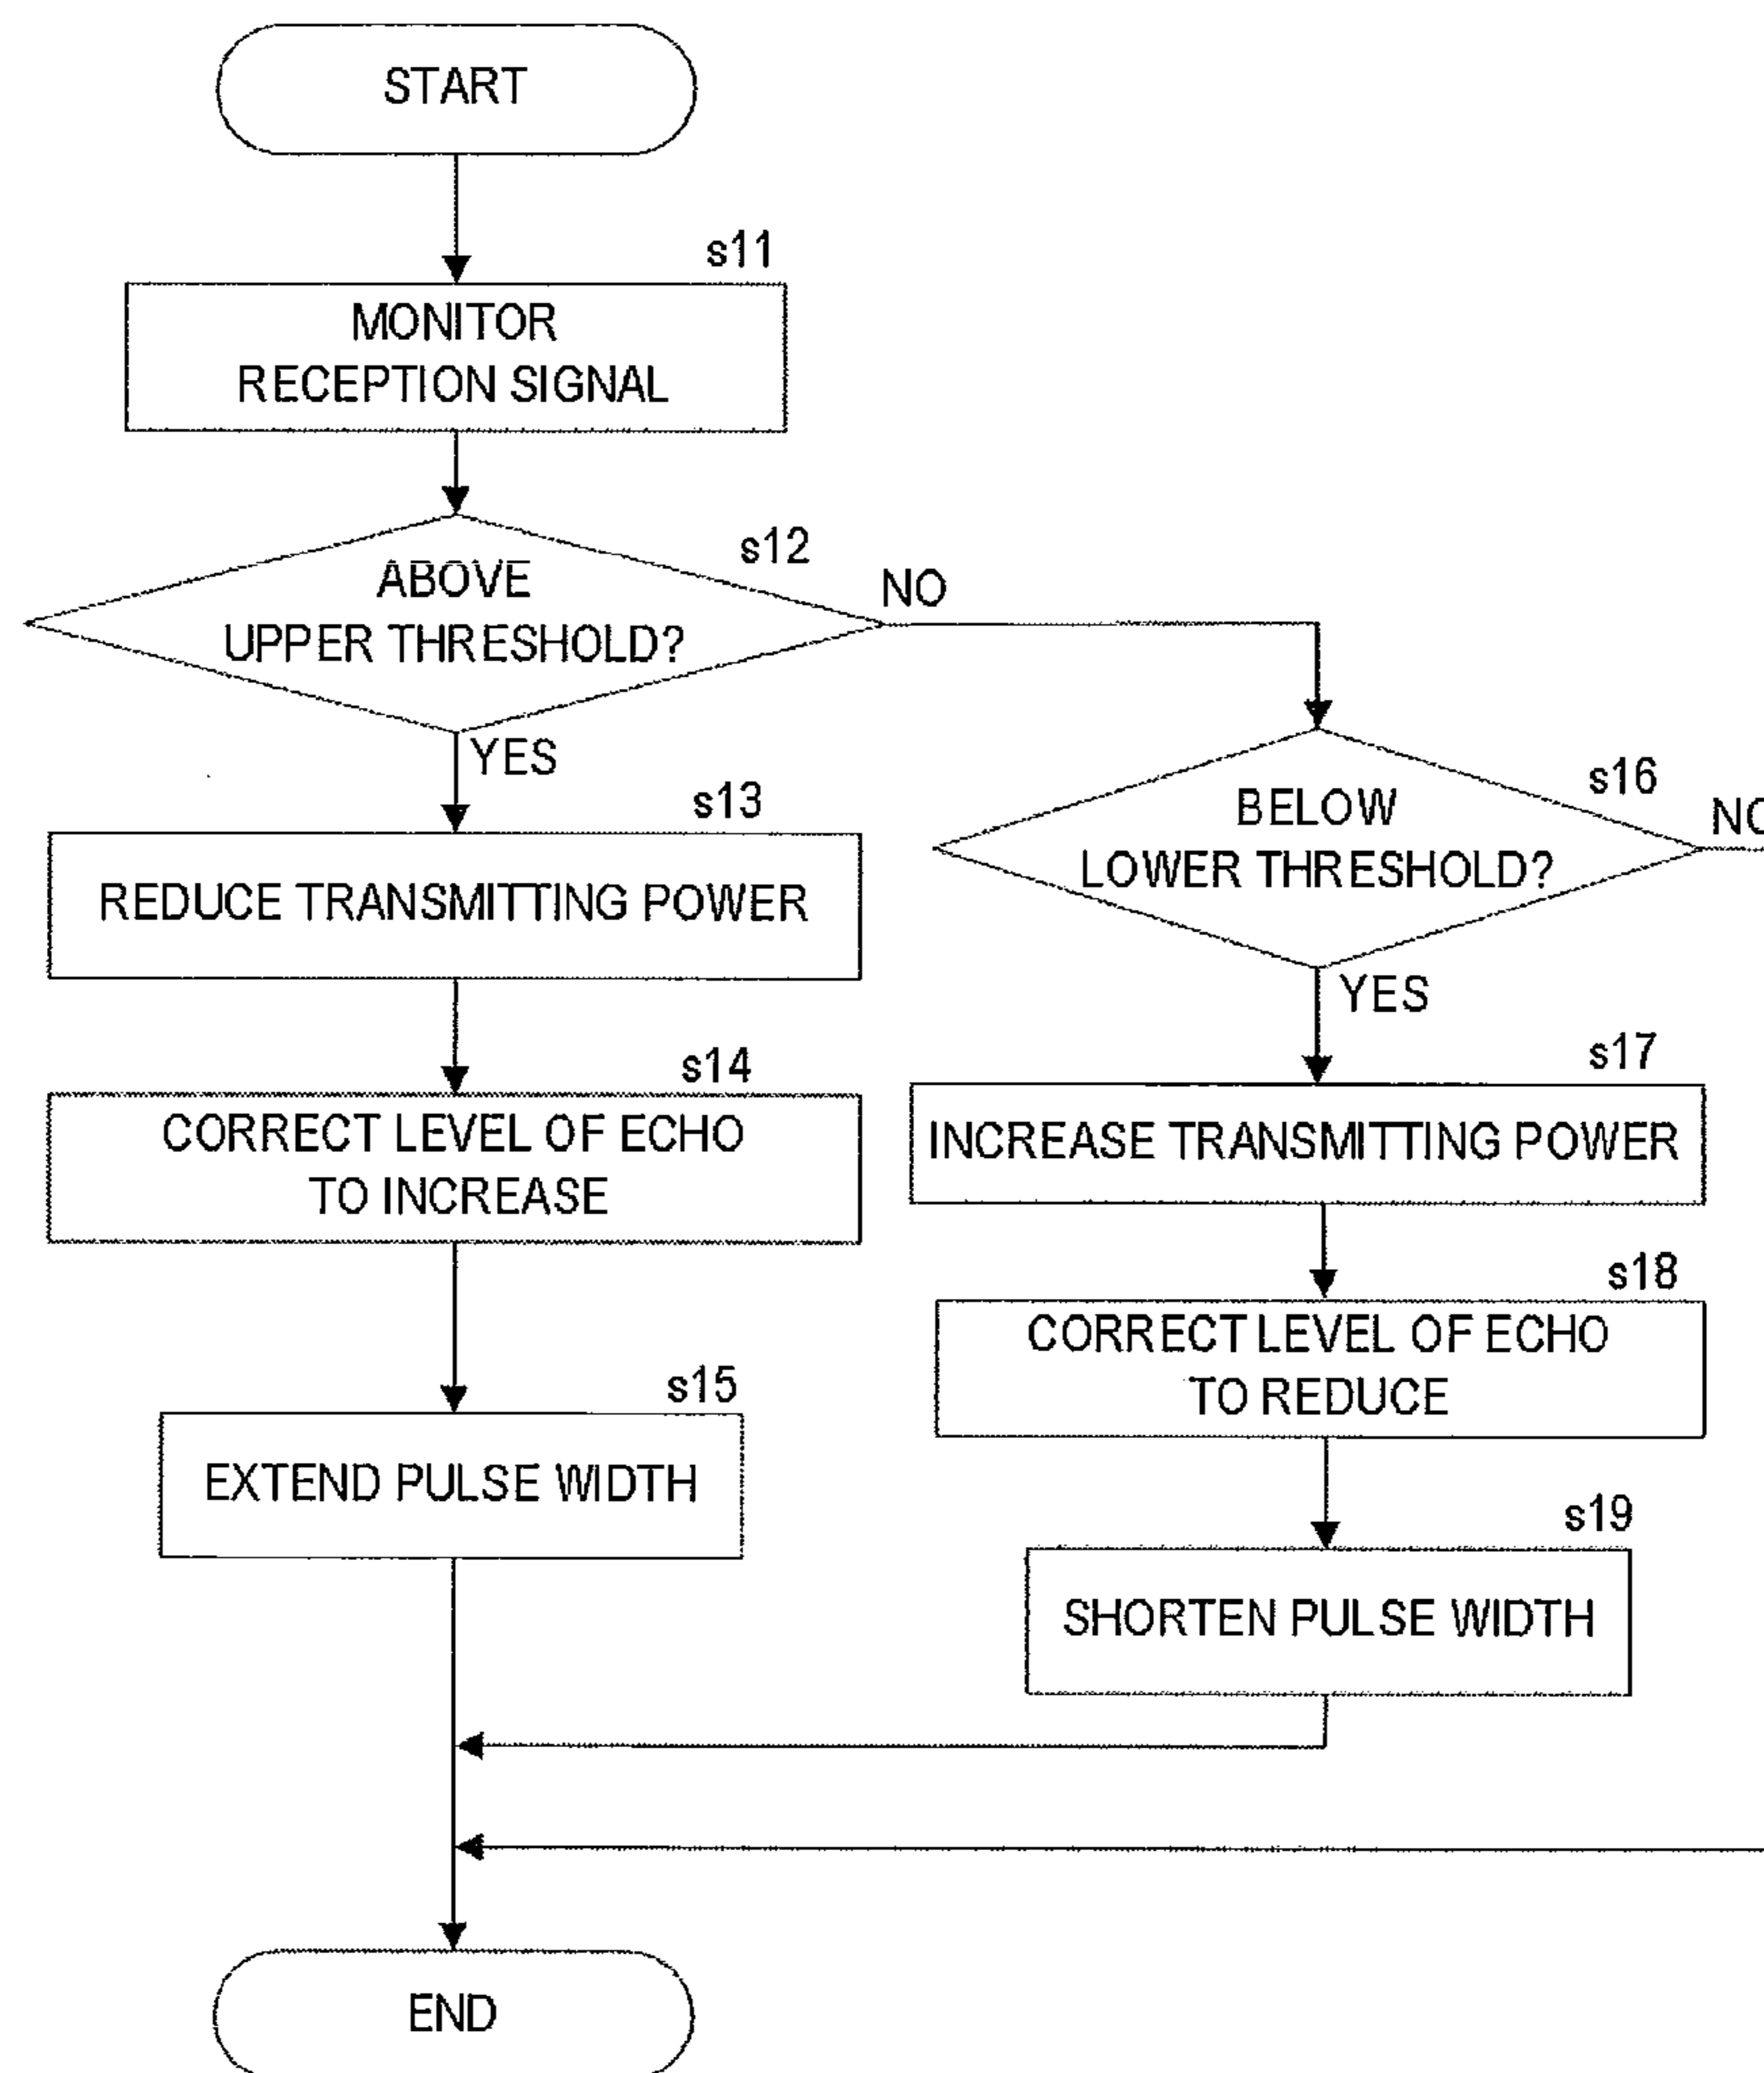 START
s11
MONITOR
RECEPTION SIGNAL
s12
ABOVE
UPPER THRESHOLD?
NO
YES
s13
REDUCE TRANSMITTING POWER
s14
CORRECT LEVEL OF ECHO
TO INCREASE
s15
EXTEND PULSE WIDTH
s16
BELOW
LOWER THRESHOLD?
NO
YES
s17
INCREASE TRANSMITTING POWER
s18
CORRECT LEVEL OF ECHO
TO REDUCE
s19
SHORTEN PULSE WIDTH
END